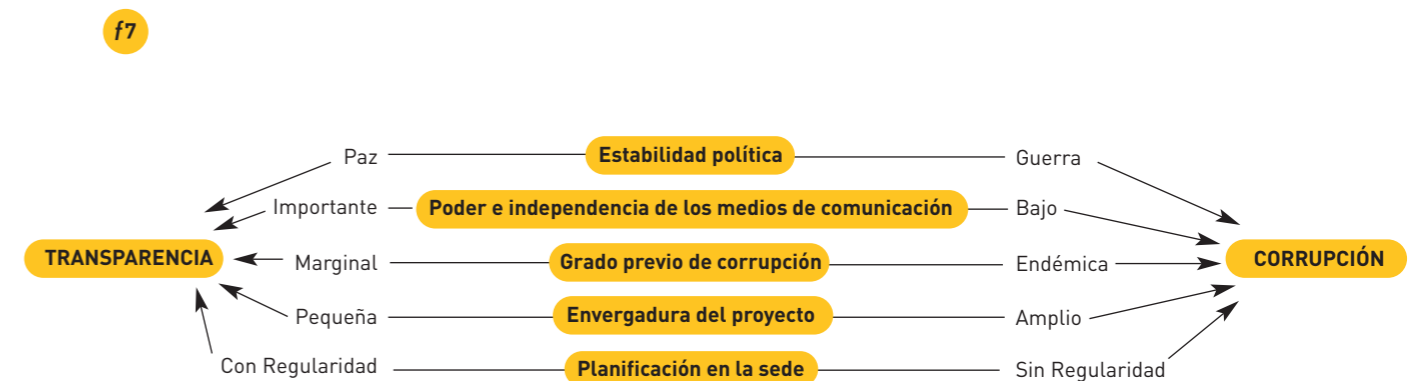 f7
Paz Estabilidad política Guerra
Importante Poder e independencia de los medios de comunicación Bajo
TRANSPARENCIA Marginal Grado previo de corrupción Endémica CORRUPCIÓN
Pequeña Envergadura del proyecto Amplio
Con Regularidad Planificación en la sede Sin Regularidad